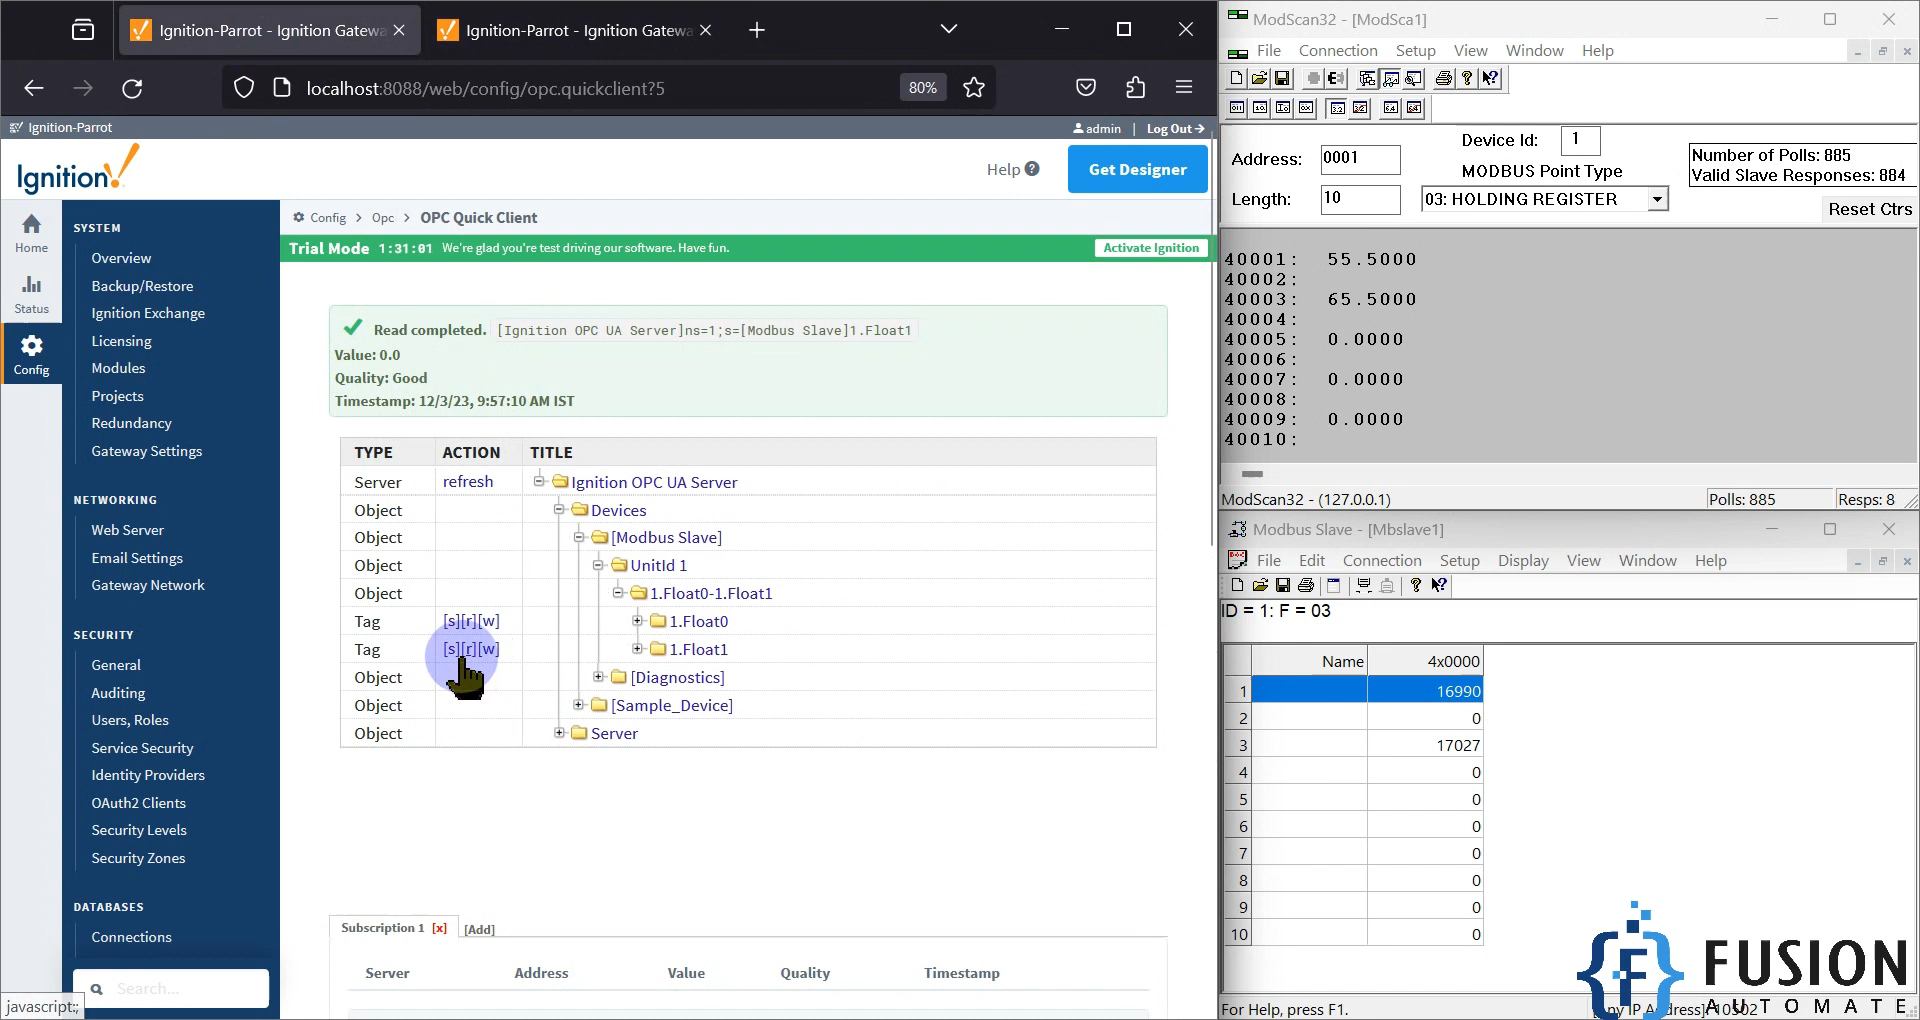 Ignition-Parrot - Ignition Gatewa
Ignition-Parrot - Ignition Gatewa
localhost:8088/web/config/opc.quickclient?5
80%
Ignition-Parrot
admin | Log Out
Ignition!
Help
Get Designer
Home
Status
Config
SYSTEM
Overview
Backup/Restore
Ignition Exchange
Licensing
Modules
Projects
Redundancy
Gateway Settings
NETWORKING
Web Server
Email Settings
Gateway Network
SECURITY
General
Auditing
Users, Roles
Service Security
Identity Providers
OAuth2 Clients
Security Levels
Security Zones
DATABASES
Connections
Search...
javascript:;
Config > Opc > OPC Quick Client
Trial Mode 1:31:01 We're glad you're test driving our software. Have fun.
Activate Ignition
Read completed. [Ignition OPC UA Server]ns=1;s=[Modbus Slave]1.Float1
Value: 0.0
Quality: Good
Timestamp: 12/3/23, 9:57:10 AM IST
TYPE ACTION TITLE
Server refresh Ignition OPC UA Server
Object Devices
Object [Modbus Slave]
Object UnitId 1
Object 1.Float0-1.Float1
Tag [s][r][w] 1.Float0
Tag [s][r][w] 1.Float1
Object [Diagnostics]
Object [Sample_Device]
Object Server
Subscription 1 [x] [Add]
Server Address Value Quality Timestamp
ModScan32 - [ModSca1]
File Connection Setup View Window Help
Address: 0001
Length: 10
Device Id: 1
MODBUS Point Type
03: HOLDING REGISTER
Number of Polls: 885
Valid Slave Responses: 884
Reset Ctrs
40001: 55.5000
40002:
40003: 65.5000
40004:
40005: 0.0000
40006:
40007: 0.0000
40008:
40009: 0.0000
40010:
ModScan32 - (127.0.0.1)
Polls: 885
Resps: 8
Modbus Slave - [Mbslave1]
File Edit Connection Setup Display View Window Help
ID = 1: F = 03
Name 4x0000
1 16990
2 0
3 17027
4 0
5 0
6 0
7 0
8 0
9 0
10 0
For Help, press F1.
FUSION
AUTOMATE